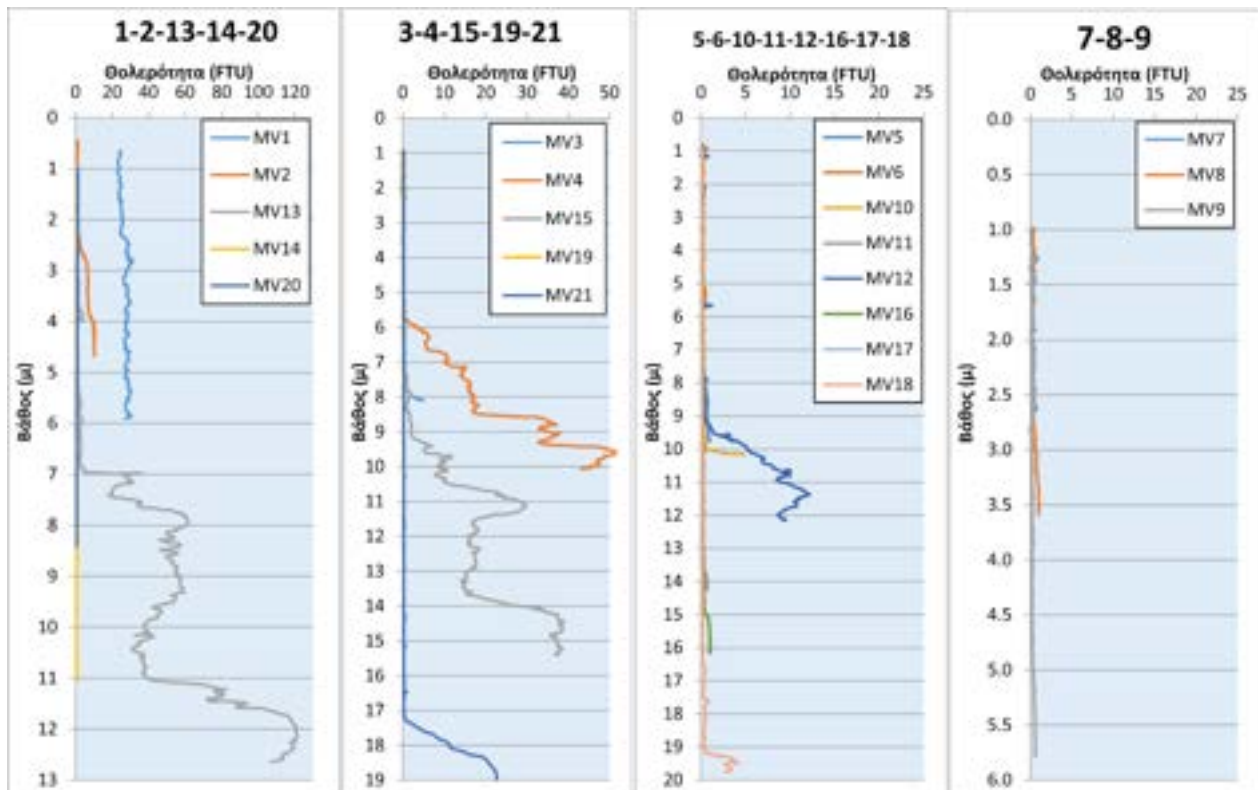 1-2-13-14-20
Θολερότητα (FTU)
0 20 40 60 80 100 120
0
1
2
3
4
5
6
7
8
9
10
11
12
13
Βάθος (μ)
MV1
MV2
MV13
MV14
MV20
3-4-15-19-21
Θολερότητα (FTU)
0 10 20 30 40 50
0
1
2
3
4
5
6
7
8
9
10
11
12
13
14
15
16
17
18
19
Βάθος (μ)
MV3
MV4
MV15
MV19
MV21
5-6-10-11-12-16-17-18
Θολερότητα (FTU)
0 5 10 15 20 25
0
1
2
3
4
5
6
7
8
9
10
11
12
13
14
15
16
17
18
19
20
Βάθος (μ)
MV5
MV6
MV10
MV11
MV12
MV16
MV17
MV18
7-8-9
Θολερότητα (FTU)
0 5 10 15 20 25
0.0
0.5
1.0
1.5
2.0
2.5
3.0
3.5
4.0
4.5
5.0
5.5
6.0
Βάθος (μ)
MV7
MV8
MV9